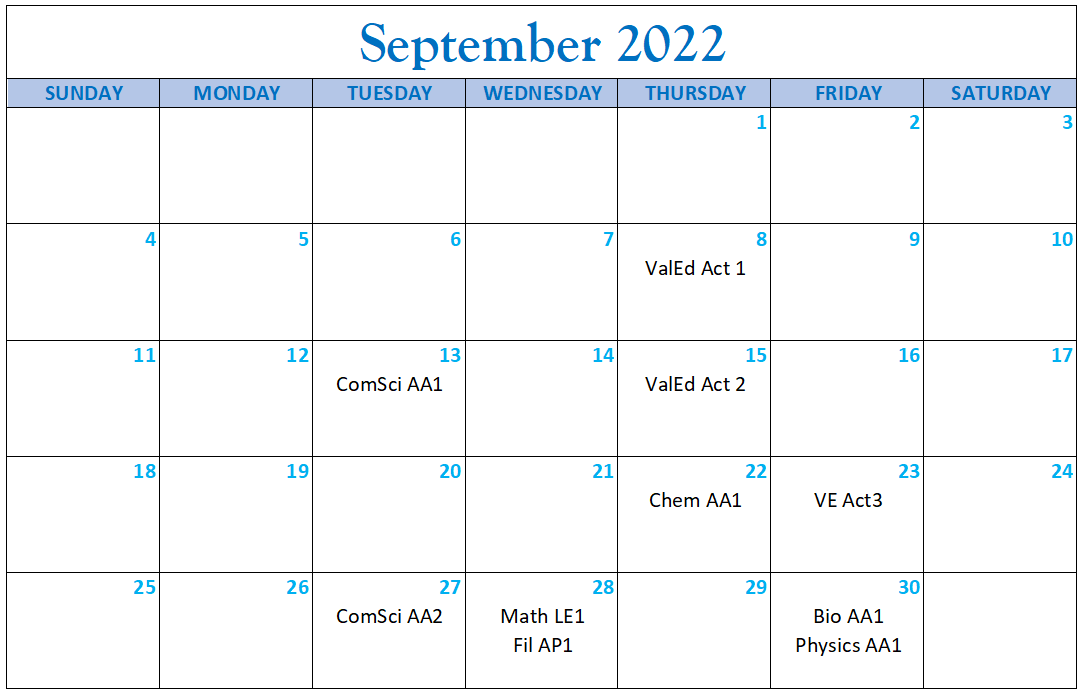 September 2022
SUNDAY MONDAY TUESDAY WEDNESDAY THURSDAY FRIDAY SATURDAY
1 2 3
4 5 6 7 8 9 10
ValEd Act 1
11 12 13 14 15 16 17
ComSci AA1 ValEd Act 2
18 19 20 21 22 23 24
Chem AA1 VE Act3
25 26 27 28 29 30
ComSci AA2 Math LE1 Bio AA1
Fil AP1 Physics AA1